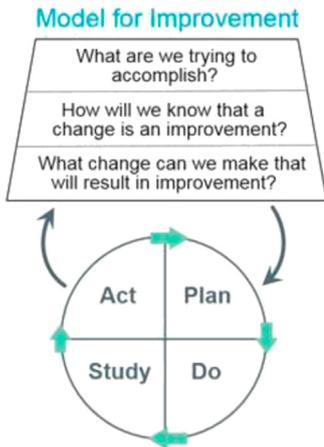 Model for Improvement
What are we trying to
accomplish?
How will we know that a
change is an improvement?
What change can we make that
will result in improvement?
Act
Plan
Study
Do